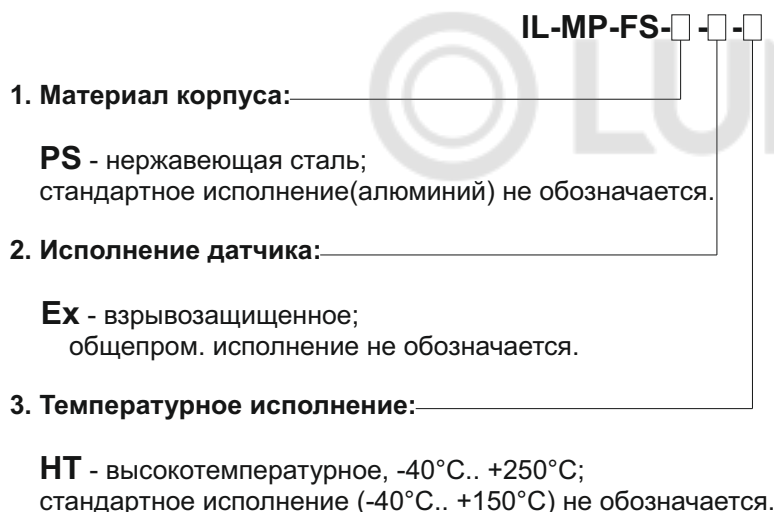 IL-MP-FS-□ -□ -□
LU
1. Материал корпуса:
PS - нержавеющая сталь;
стандартное исполнение(алюминий) не обозначается.
2. Исполнение датчика:
Ex - взрывозащищенное;
общепром. исполнение не обозначается.
3. Температурное исполнение:
HT - высокотемпературное, -40°C.. +250°C;
стандартное исполнение (-40°C.. +150°C) не обозначается.